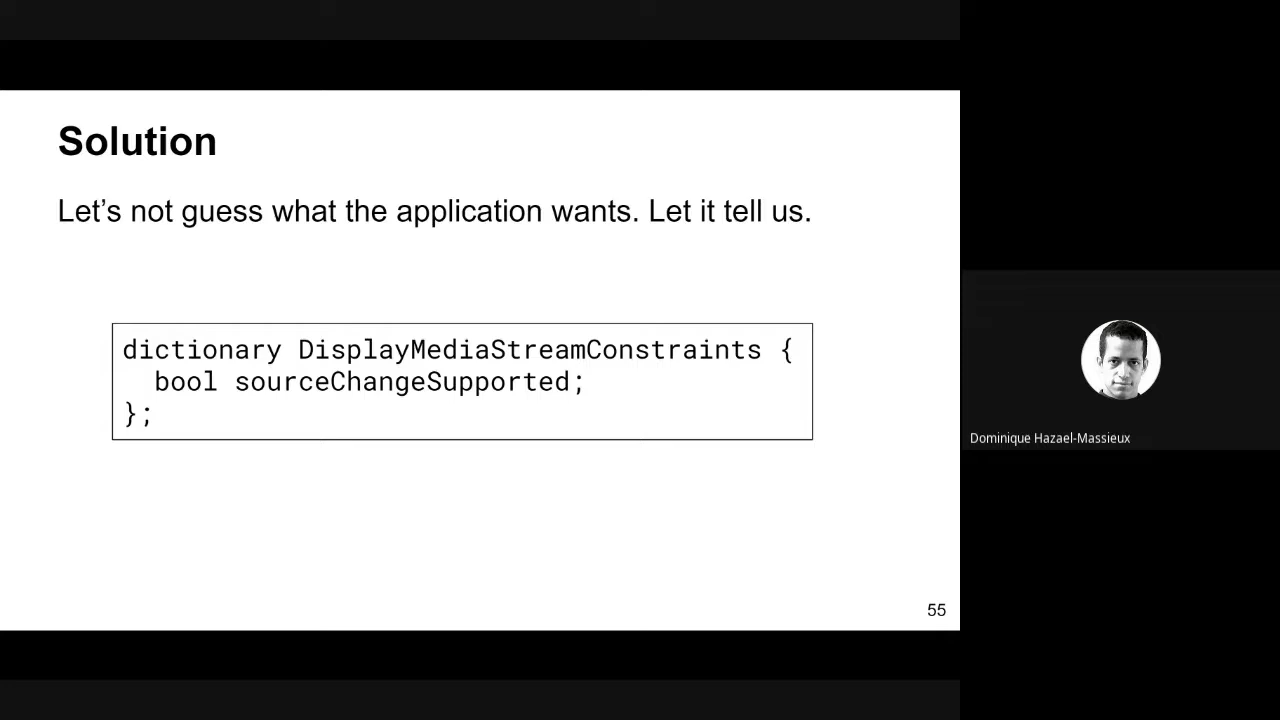 Solution
Let’s not guess what the application wants. Let it tell us.
dictionary DisplayMediaStreamConstraints {
  bool sourceChangeSupported;
};
55
Dominique Hazael-Massieux